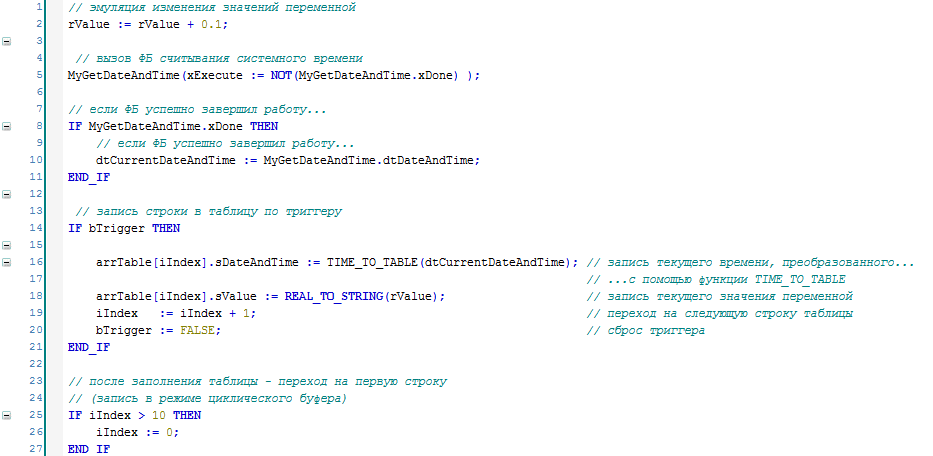 1 // эмуляция изменения значений переменной
2 rValue := rValue + 0.1;
3
4 // вызов ФБ считывания системного времени
5 MyGetDateAndTime(xExecute := NOT(MyGetDateAndTime.xDone) );
6
7 // если ФБ успешно завершил работу...
8 IF MyGetDateAndTime.xDone THEN
9 // если ФБ успешно завершил работу...
10 dtCurrentDateAndTime := MyGetDateAndTime.dtDateAndTime;
11 END_IF
12
13 // запись строки в таблицу по триггеру
14 IF bTrigger THEN
15
16 arrTable[iIndex].sDateAndTime := TIME_TO_TABLE(dtCurrentDateAndTime); // запись текущего времени, преобразованного...
17 // ...с помощью функции TIME_TO_TABLE
18 arrTable[iIndex].sValue := REAL_TO_STRING(rValue); // запись текущего значения переменной
19 iIndex := iIndex + 1; // переход на следующую строку таблицы
20 bTrigger := FALSE; // сброс триггера
21 END_IF
22
23 // после заполнения таблицы - переход на первую строку
24 // (запись в режиме циклического буфера)
25 IF iIndex > 10 THEN
26 iIndex := 0;
27 END_IF